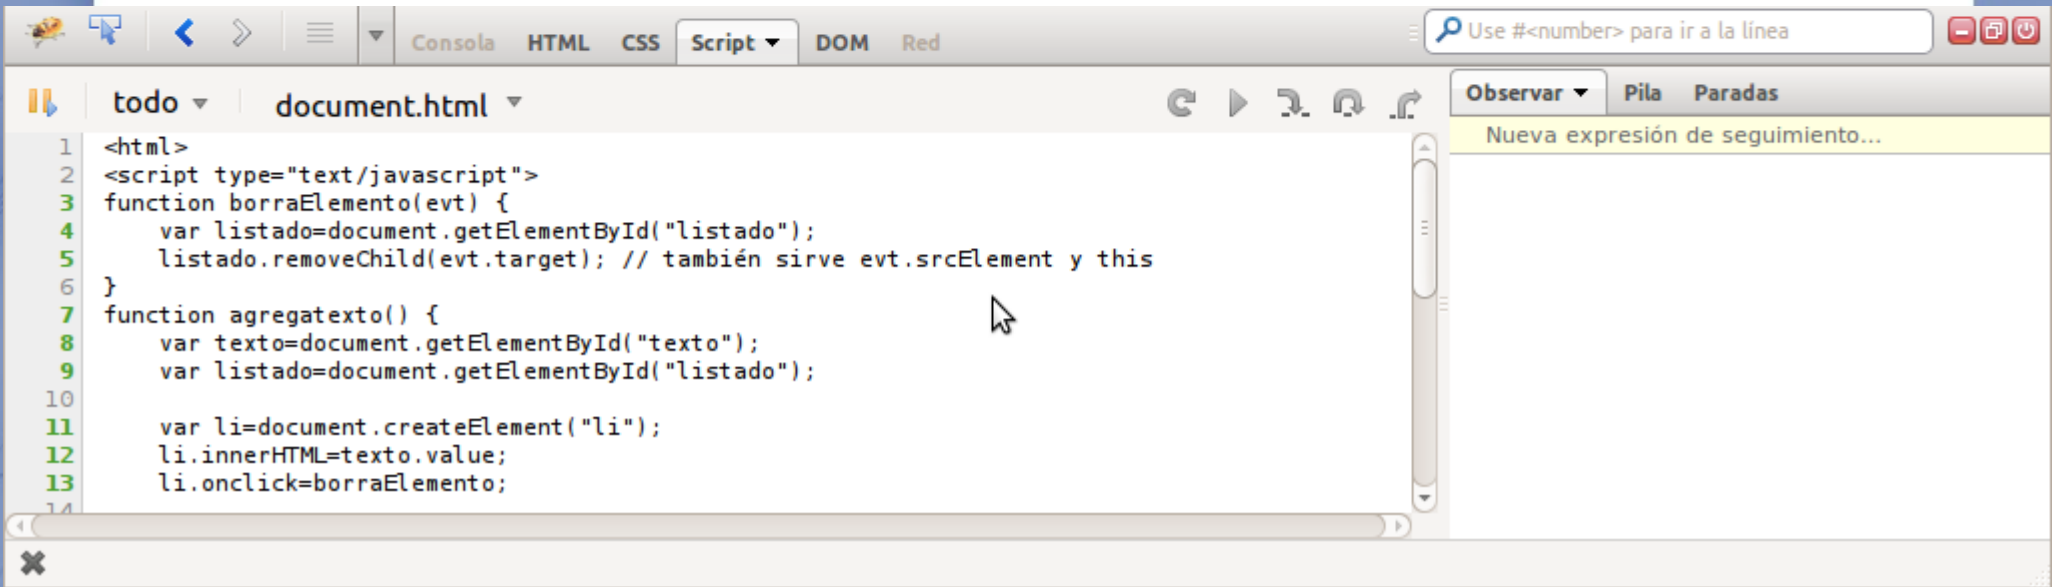 Consola HTML CSS Script DOM Red Use #<number> para ir a la línea
todo document.html
Observar Pila Paradas
Nueva expresión de seguimiento...
1 <html>
2 <script type="text/javascript">
3 function borraElemento(evt) {
4 var listado=document.getElementById("listado");
5 listado.removeChild(evt.target); // también sirve evt.srcElement y this
6 }
7 function agregatexto() {
8 var texto=document.getElementById("texto");
9 var listado=document.getElementById("listado");
10
11 var li=document.createElement("li");
12 li.innerHTML=texto.value;
13 li.onclick=borraElemento;
14